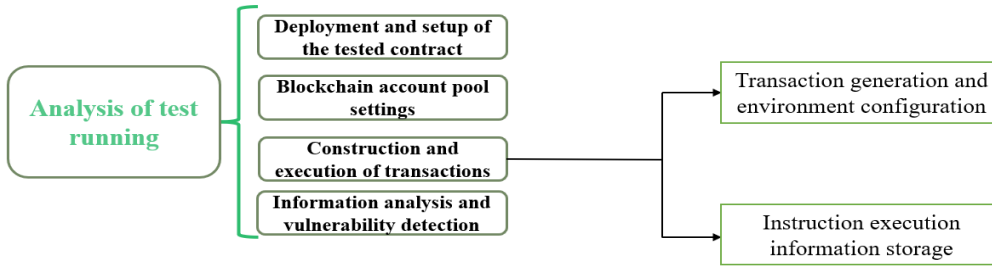 Analysis of test
running
Deployment and setup of
the tested contract
Blockchain account pool
settings
Construction and
execution of transactions
Information analysis and
vulnerability detection
Transaction generation and
environment configuration
Instruction execution
information storage